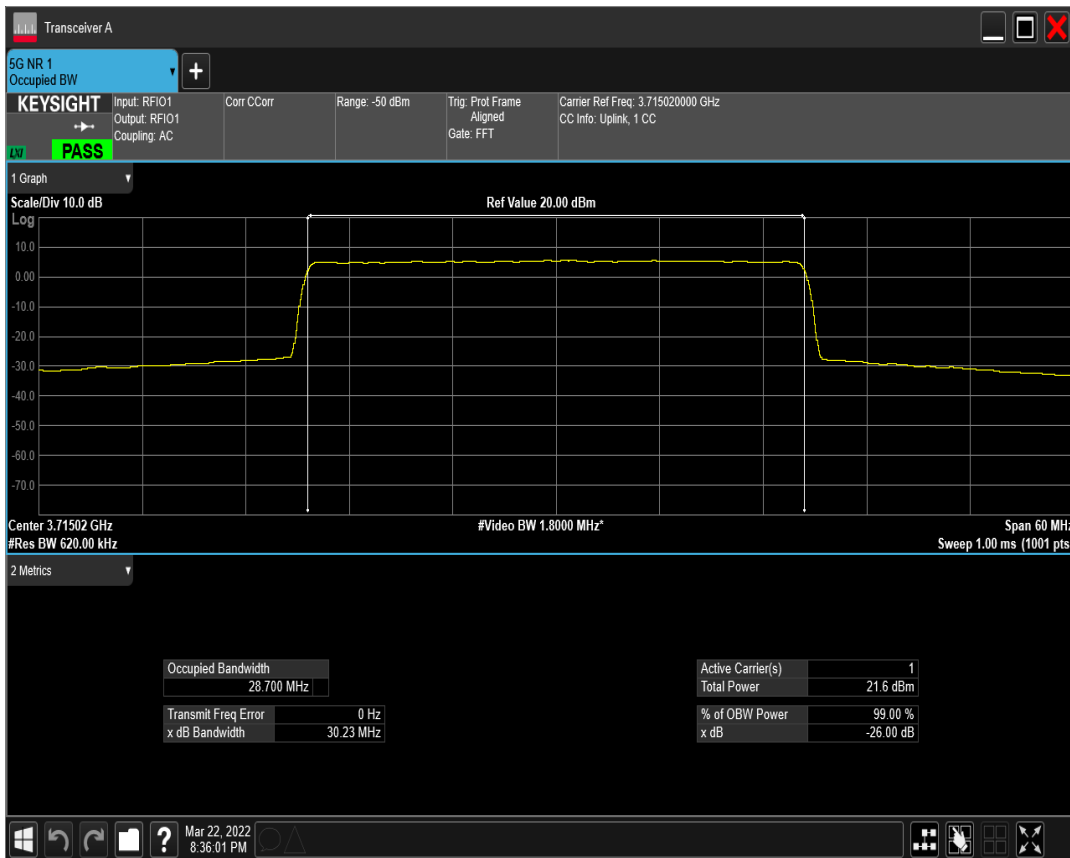 Transceiver A
5G NR 1
Occupied BW
+
KEYSIGHT
LXI
PASS
Input: RFIO1
Output: RFIO1
Coupling: AC
Corr CCorr
Range: -50 dBm
Trig: Prot Frame
Aligned
Gate: FFT
Carrier Ref Freq: 3.715020000 GHz
CC Info: Uplink, 1 CC
1 Graph
Scale/Div 10.0 dB
Ref Value 20.00 dBm
Log
10.0
0.00
-10.0
-20.0
-30.0
-40.0
-50.0
-60.0
-70.0
Center 3.71502 GHz
#Video BW 1.8000 MHz*
Span 60 MHz
#Res BW 620.00 kHz
Sweep 1.00 ms (1001 pts
2 Metrics
Occupied Bandwidth
28.700 MHz
Transmit Freq Error 0 Hz
x dB Bandwidth 30.23 MHz
Active Carrier(s) 1
Total Power 21.6 dBm
% of OBW Power 99.00 %
x dB -26.00 dB
?
Mar 22, 2022
8:36:01 PM